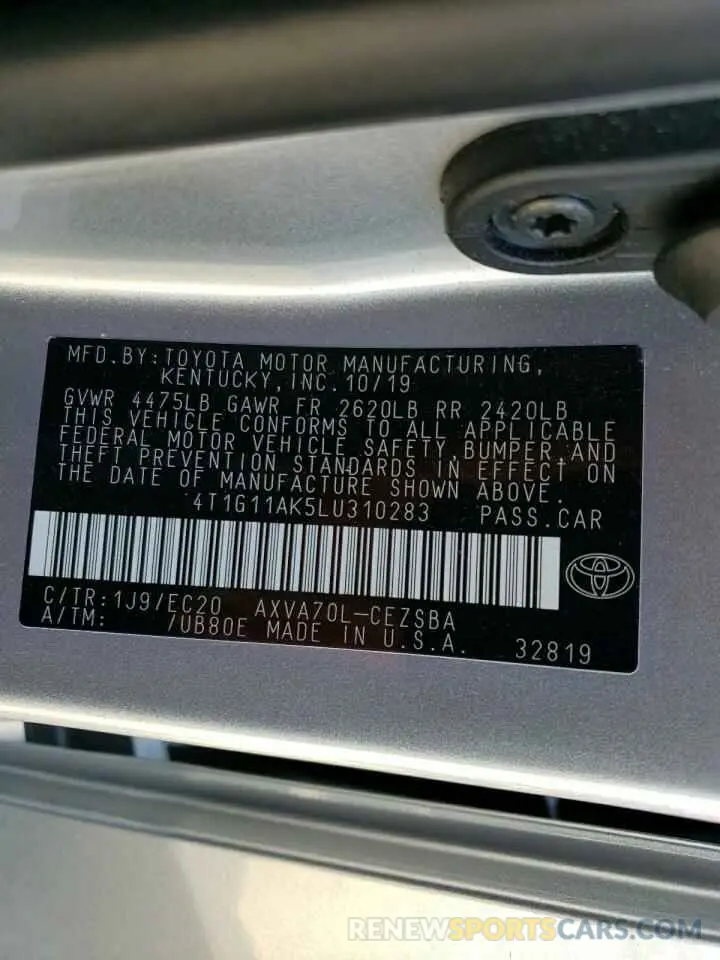 MFD.BY:TOYOTA MOTOR MANUFACTURING,
KENTUCKY,INC.10/19
GVWR 4475LB GAWR FR 2620LB RR 2420LB
THIS VEHICLE CONFORMS TO ALL APPLICABLE
FEDERAL MOTOR VEHICLE SAFETY,BUMPER,AND
THEFT PREVENTION STANDARDS IN EFFECT ON
THE DATE OF MANUFACTURE SHOWN ABOVE.
4T1G11AK5LU310283 PASS.CAR
C/TR:1J9/EC20 AXVA70L-CEZSBA
A/TM: /UB80E MADE IN U.S.A. 32819
RENEWSPORTSCARS.COM